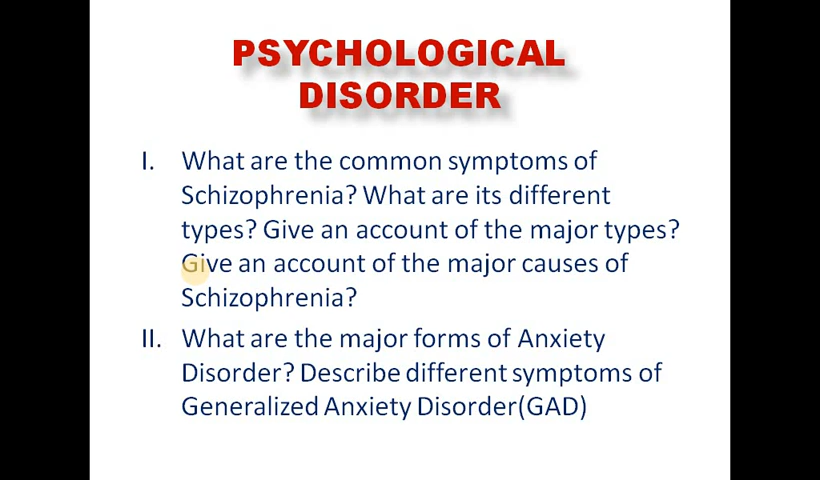 PSYCHOLOGICAL
DISORDER
I. What are the common symptoms of
Schizophrenia? What are its different
types? Give an account of the major types?
Give an account of the major causes of
Schizophrenia?
II. What are the major forms of Anxiety
Disorder? Describe different symptoms of
Generalized Anxiety Disorder(GAD)